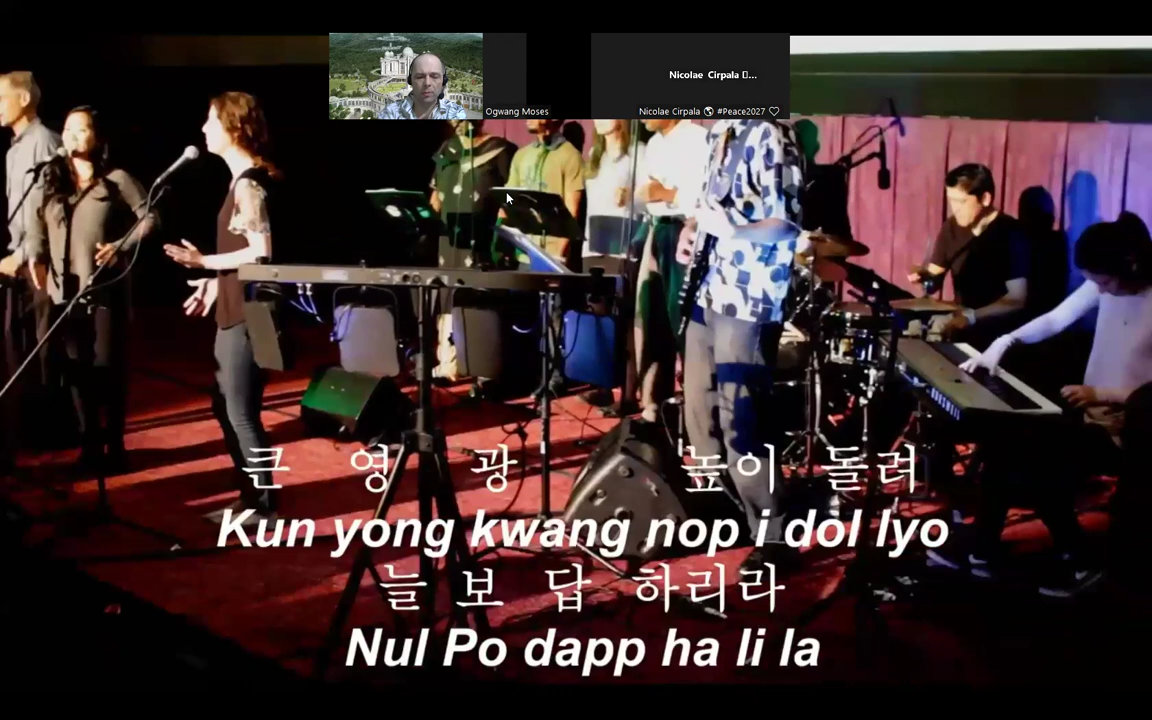 Nicolae Cirpala
Ogwang Moses
Nicolae Cirpala 🌎 #Peace2027 ♡
큰 영 광 높이 돌려
Kun yong kwang nop i dol lyo
늘 보 답 하리라
Nul Po dapp ha li la